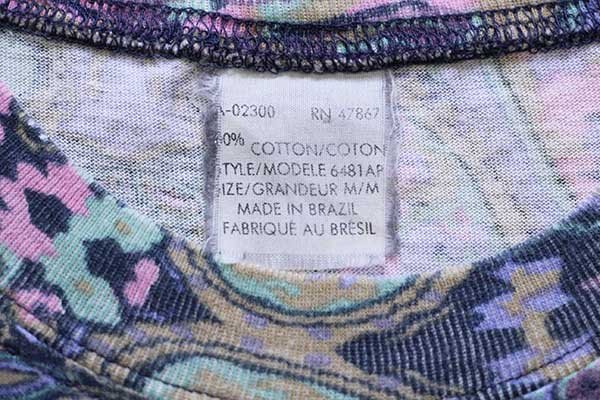 A-02300 RN 47867
0%
COTTON/COTON
TYLE/MODELE 6481AP
IZE/GRANDEUR M/M
MADE IN BRAZIL
FABRIQUE AU BRESIL